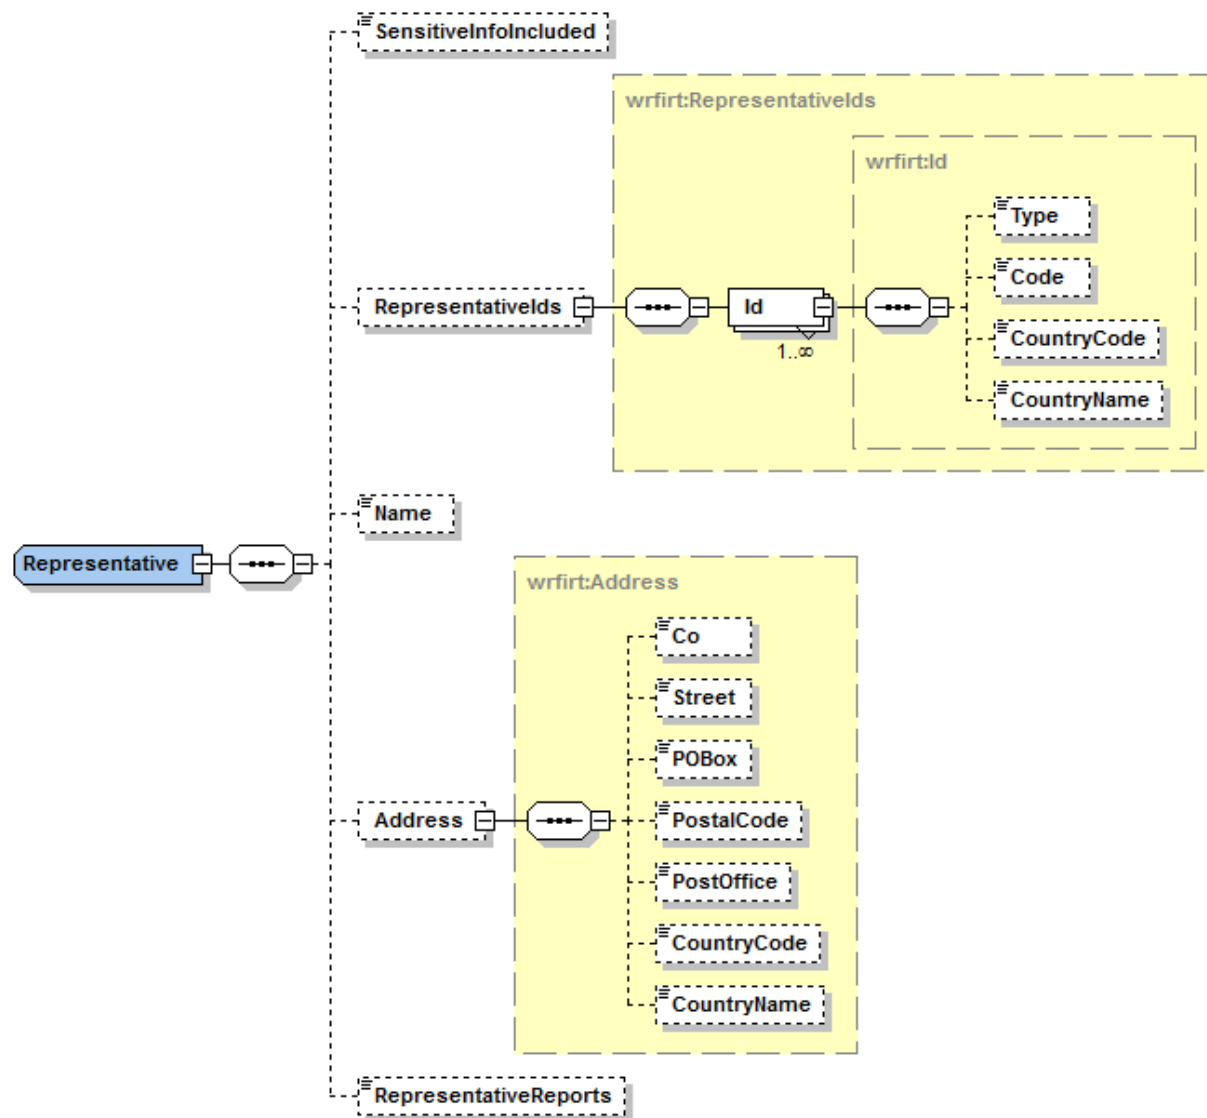 SensitiveInfoIncluded
wrfirt:RepresentativeIds
wrfirt:Id
Type
Code
RepresentativeIds
Id
CountryCode
1..∞
CountryName
Name
Representative
wrfirt:Address
Co
Street
POBox
Address
PostalCode
PostOffice
CountryCode
CountryName
RepresentativeReports